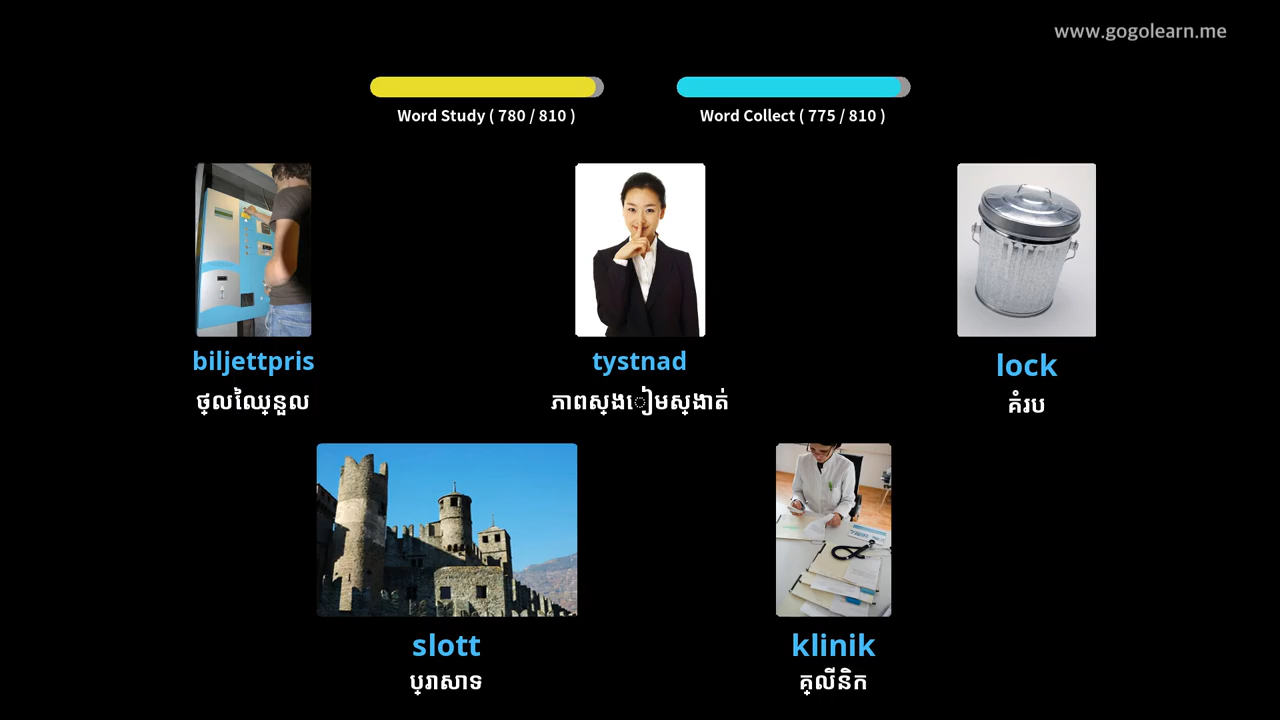 www.gogolearn.me
Word Study ( 780 / 810 )
Word Collect ( 775 / 810 )
biljettpris
ថ្លៃឈ្នួល
tystnad
ភាពស្ងៀមស្ងាត់
lock
គំរប
slott
ប្រាសាទ
klinik
គ្លីនិក